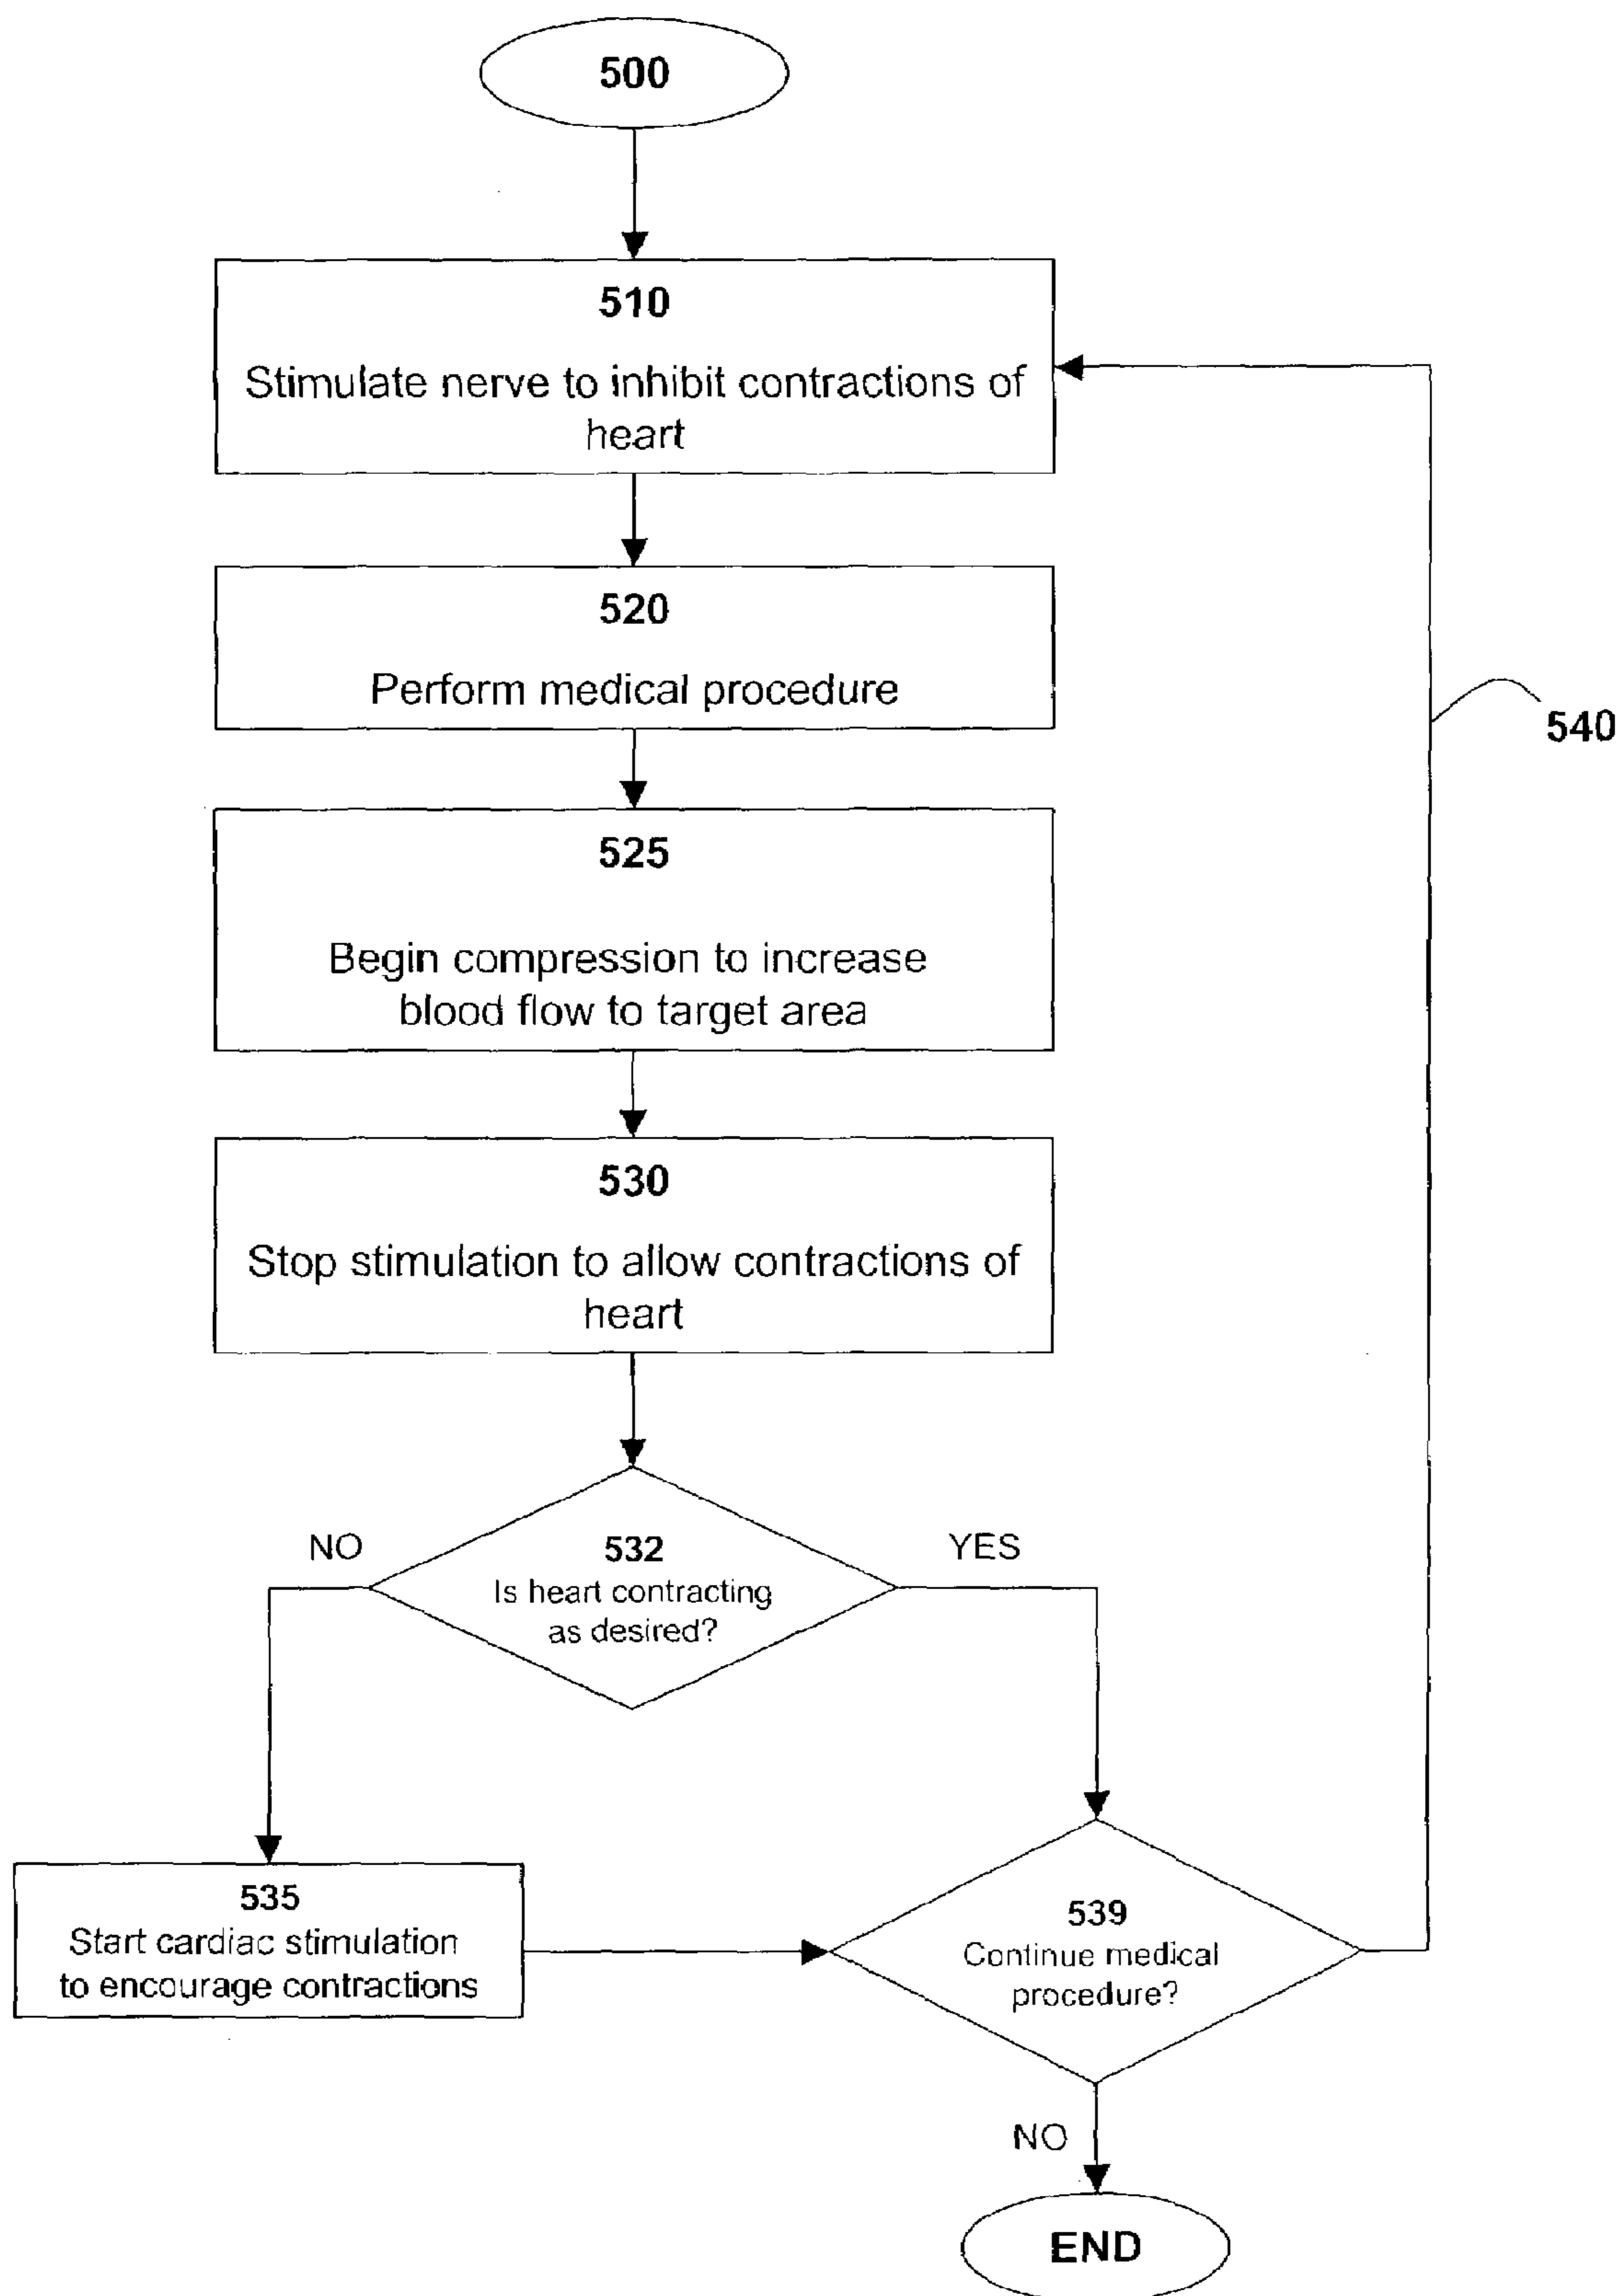 500
510
Stimulate nerve to inhibit contractions of
heart
520
Perform medical procedure
540
525
Begin compression to increase
blood flow to target area
530
Stop stimulation to allow contractions of
heart
NO
532
YES
Is heart contracting
as desired?
535
Start cardiac stimulation
to encourage contractions
539
Continue medical
procedure?
NO
END